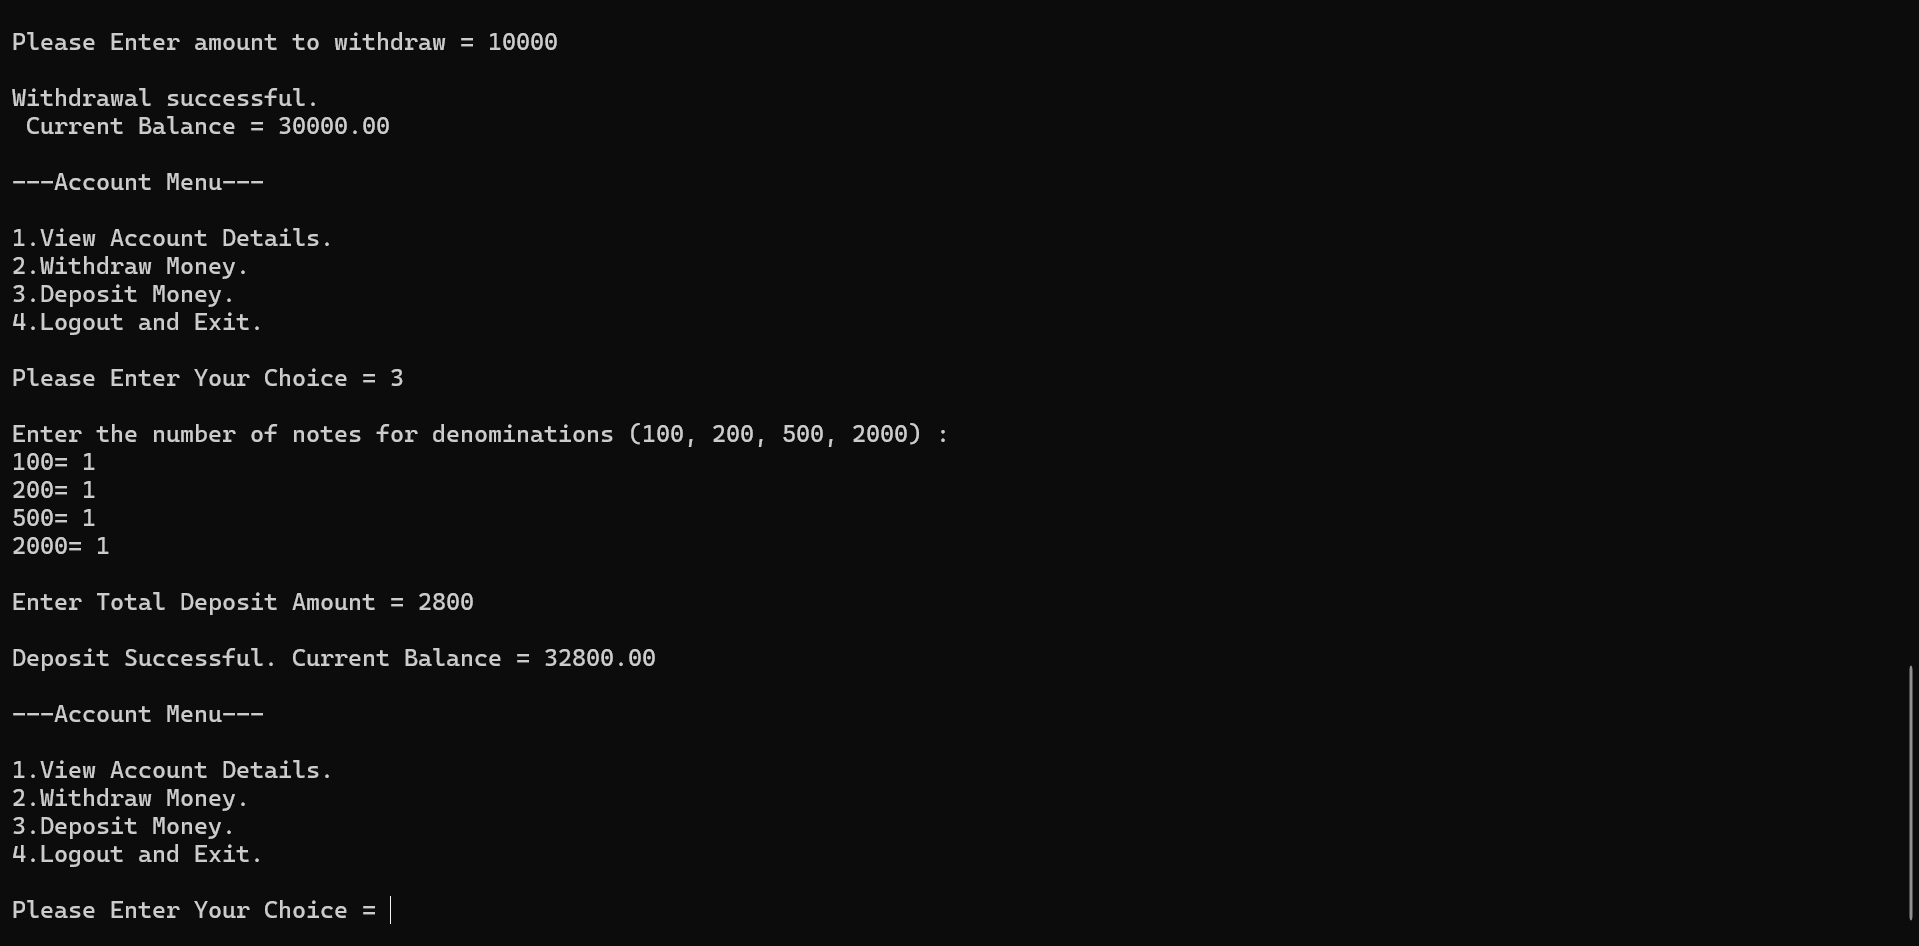 Please Enter amount to withdraw = 10000
Withdrawal successful.
Current Balance = 30000.00
---Account Menu---
1.View Account Details.
2.Withdraw Money.
3.Deposit Money.
4.Logout and Exit.
Please Enter Your Choice = 3
Enter the number of notes for denominations (100, 200, 500, 2000) :
100= 1
200= 1
500= 1
2000= 1
Enter Total Deposit Amount = 2800
Deposit Successful. Current Balance = 32800.00
---Account Menu---
1.View Account Details.
2.Withdraw Money.
3.Deposit Money.
4.Logout and Exit.
Please Enter Your Choice =